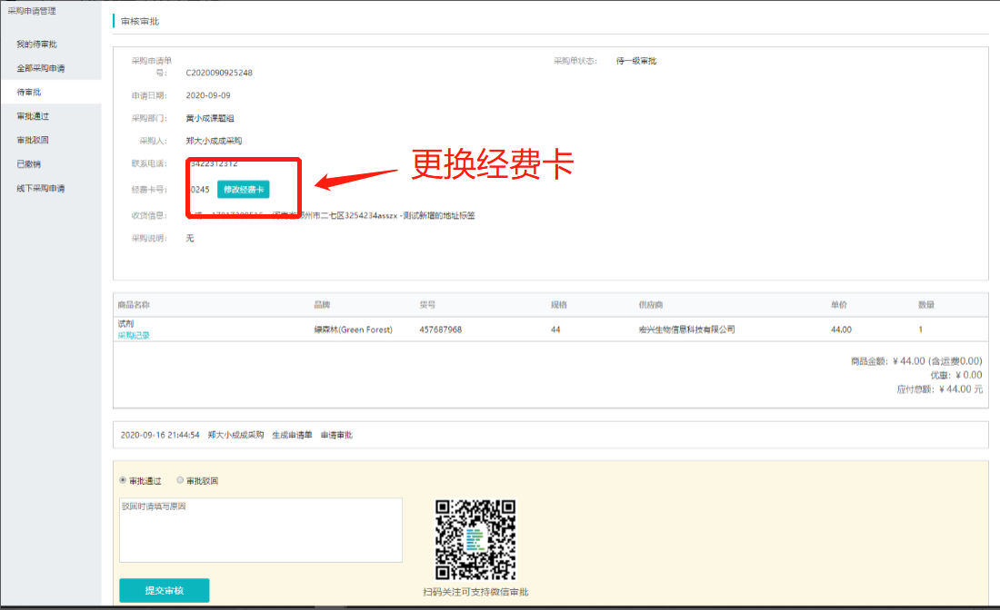 采购申请管理
我的待审批
全部采购申请
待审批
审批通过
审批驳回
已撤销
线下采购申请
审核审批
采购申请单号: C2020090925248
采购单状态: 待一级审批
申请日期: 2020-09-09
采购部门: 黄小成课题组
采购人: 郑大小成成采购
联系电话: 3422312312
经费卡号: 0245 修改经费卡
更换经费卡
收货信息: 州市二七区3254234asszx -测试新增的地址标签
采购说明: 无
商品名称 品牌 货号 规格 供应商 单价 数量
试剂 绿森林(Green Forest) 457687968 44 宏兴生物信息科技有限公司 44.00 1
采购记录
商品金额: ¥ 44.00 (含运费0.00)
优惠: ¥ 0.00
应付总额: ¥ 44.00 元
2020-09-16 21:44:54 郑大小成成采购 生成申请单 申请审批
审批通过 审批驳回
驳回时请填写原因
扫码关注可支持微信审批
提交审核